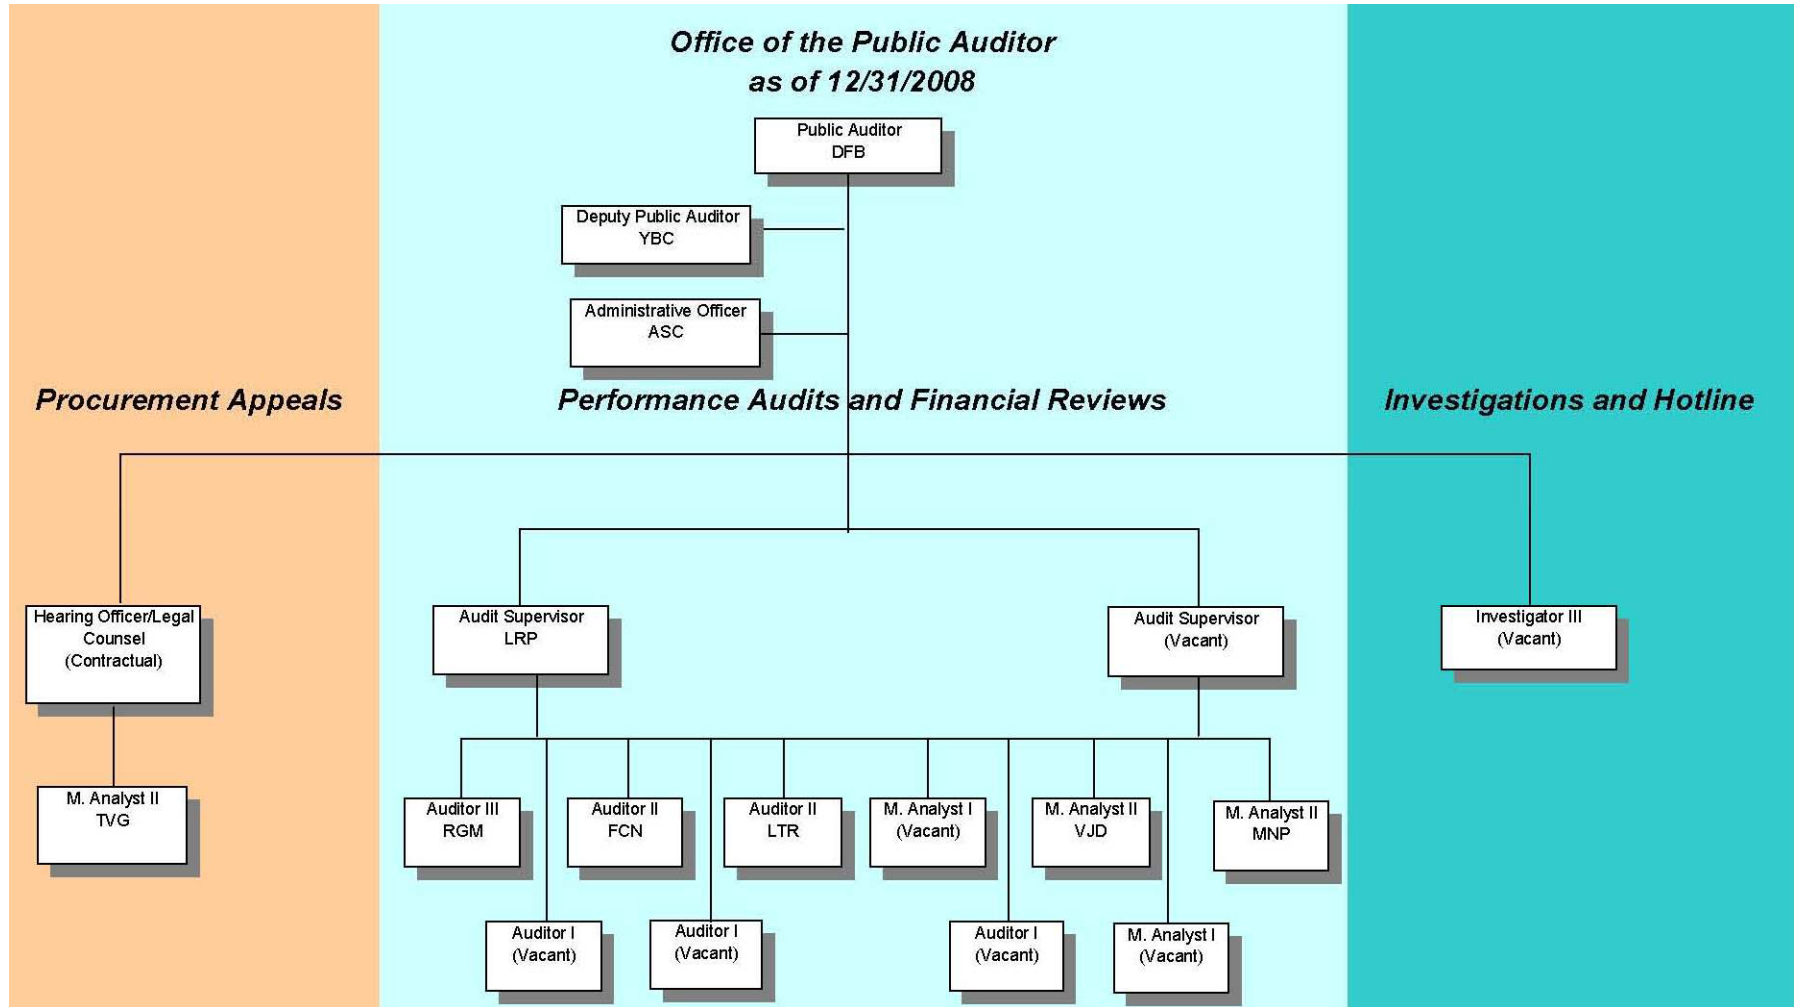 Office of the Public Auditor
as of 12/31/2008
Public Auditor
DFB
Deputy Public Auditor
YBC
Administrative Officer
ASC
Procurement Appeals
Performance Audits and Financial Reviews
Investigations and Hotline
Hearing Officer/Legal
Counsel
(Contractual)
Audit Supervisor
LRP
Audit Supervisor
(Vacant)
Investigator III
(Vacant)
M. Analyst II
TVG
Auditor III
RGM
Auditor II
FCN
Auditor II
LTR
M. Analyst I
(Vacant)
M. Analyst II
VJD
M. Analyst II
MNP
Auditor I
(Vacant)
Auditor I
(Vacant)
Auditor I
(Vacant)
M. Analyst I
(Vacant)